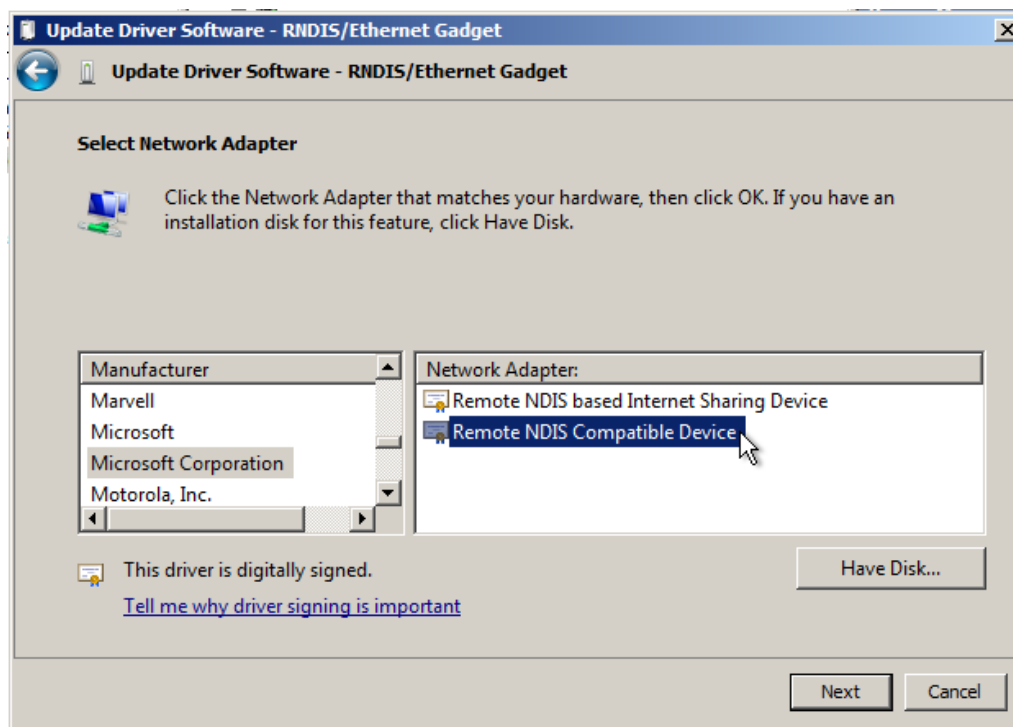 Update Driver Software - RNDIS/Ethernet Gadget
Update Driver Software - RNDIS/Ethernet Gadget
Select Network Adapter
Click the Network Adapter that matches your hardware, then click OK. If you have an
installation disk for this feature, click Have Disk.
Manufacturer
Marvell
Microsoft
Microsoft Corporation
Motorola, Inc.
Network Adapter:
Remote NDIS based Internet Sharing Device
Remote NDIS Compatible Device
This driver is digitally signed.
Tell me why driver signing is important
Have Disk...
Next
Cancel